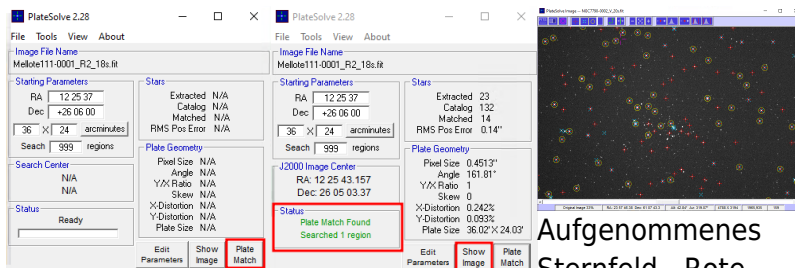 PlateSolve 2.28
File Tools View About
Image File Name
Mellote111-0001_R2_18s.fit
Starting Parameters
RA 12 25 37
Dec +26 06 00
36 X 24 arcminutes
Seach 999 regions
Search Center
N/A
N/A
Status
Ready
Stars
Extracted N/A
Catalog N/A
Matched N/A
RMS Pos Error N/A
Plate Geometry
Pixel Size N/A
Angle N/A
Y/X Ratio N/A
Skew N/A
X-Distortion N/A
Y-Distortion N/A
Plate Size N/A
Edit Parameters Show Image Plate Match
PlateSolve 2.28
File Tools View About
Image File Name
Mellote111-0001_R2_18s.fit
Starting Parameters
RA 12 25 37
Dec +26 06 00
36 X 24 arcminutes
Seach 999 regions
J2000 Image Center
RA: 12 25 43.157
Dec: 26 05 03.37
Status
Plate Match Found
Searched 1 region
Stars
Extracted 23
Catalog 132
Matched 14
RMS Pos Error 0.14"
Plate Geometry
Pixel Size 0.4513"
Angle 161.81°
Y/X Ratio 1
Skew 0
X-Distortion 0.242%
Y-Distortion 0.093%
Plate Size 36.02' X 24.03'
Edit Parameters Show Image Plate Match
Aufgenommenes
Sternfeld Rote